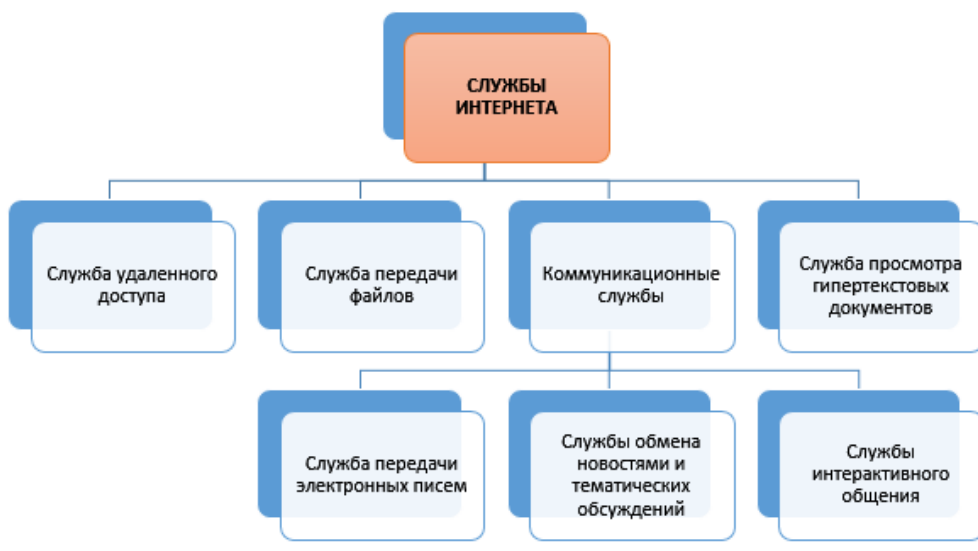 СЛУЖБЫ
ИНТЕРНЕТА
Служба удаленного
доступа
Служба передачи
файлов
Коммуникационные
службы
Служба просмотра
гипертекстовых
документов
Служба передачи
электронных писем
Службы обмена
новостями и
тематических
обсуждений
Службы
интерактивного
общения